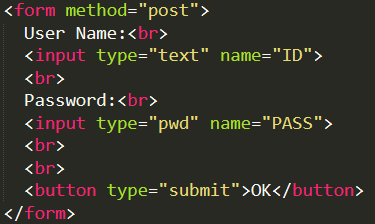 <form method="post">
User Name:<br>
<input type="text" name="ID">
<br>
Password:<br>
<input type="pwd" name="PASS">
<br>
<br>
<button type="submit">OK</button>
</form>